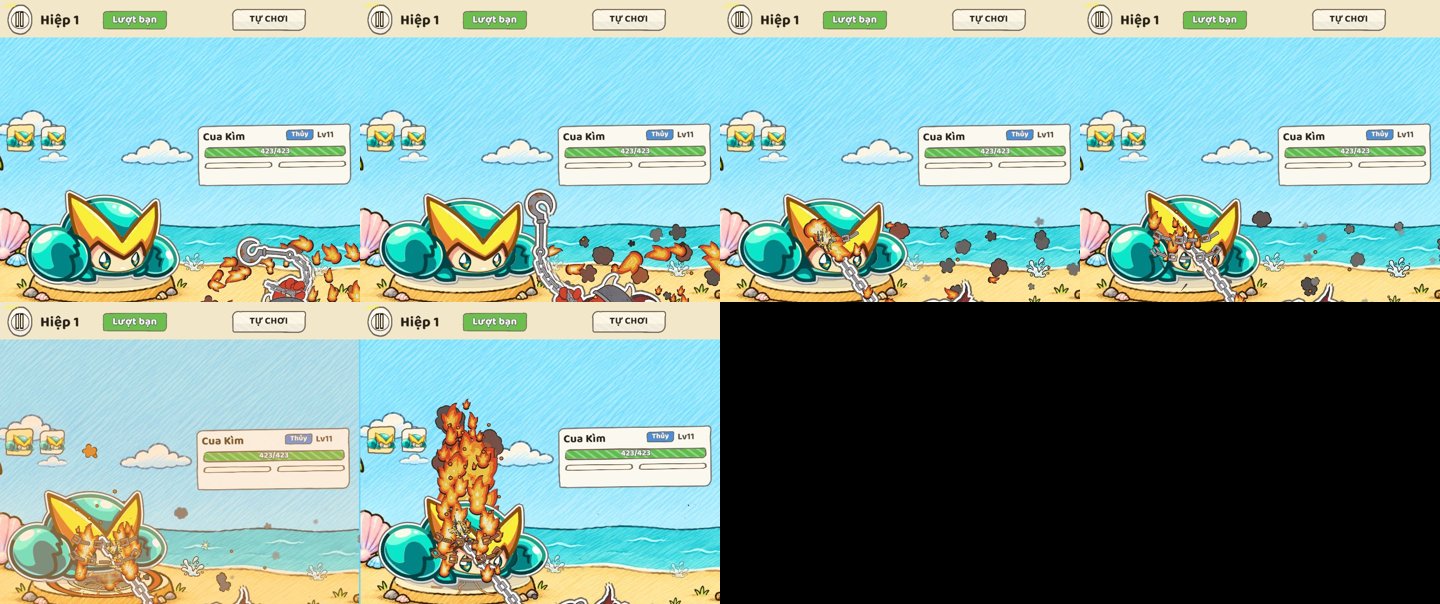 Hiệp 1 Lượt bạn TỰ CHƠI
Cua Kìm Thủy Lv11
423/423
Hiệp 1 Lượt bạn TỰ CHƠI
Cua Kìm Thủy Lv11
423/423
Hiệp 1 Lượt bạn TỰ CHƠI
Cua Kìm Thủy Lv11
423/423
Hiệp 1 Lượt bạn TỰ CHƠI
Cua Kìm Thủy Lv11
423/423
Hiệp 1 Lượt bạn TỰ CHƠI
Cua Kìm Thủy Lv11
423/423
Hiệp 1 Lượt bạn TỰ CHƠI
Cua Kìm Thủy Lv11
423/423